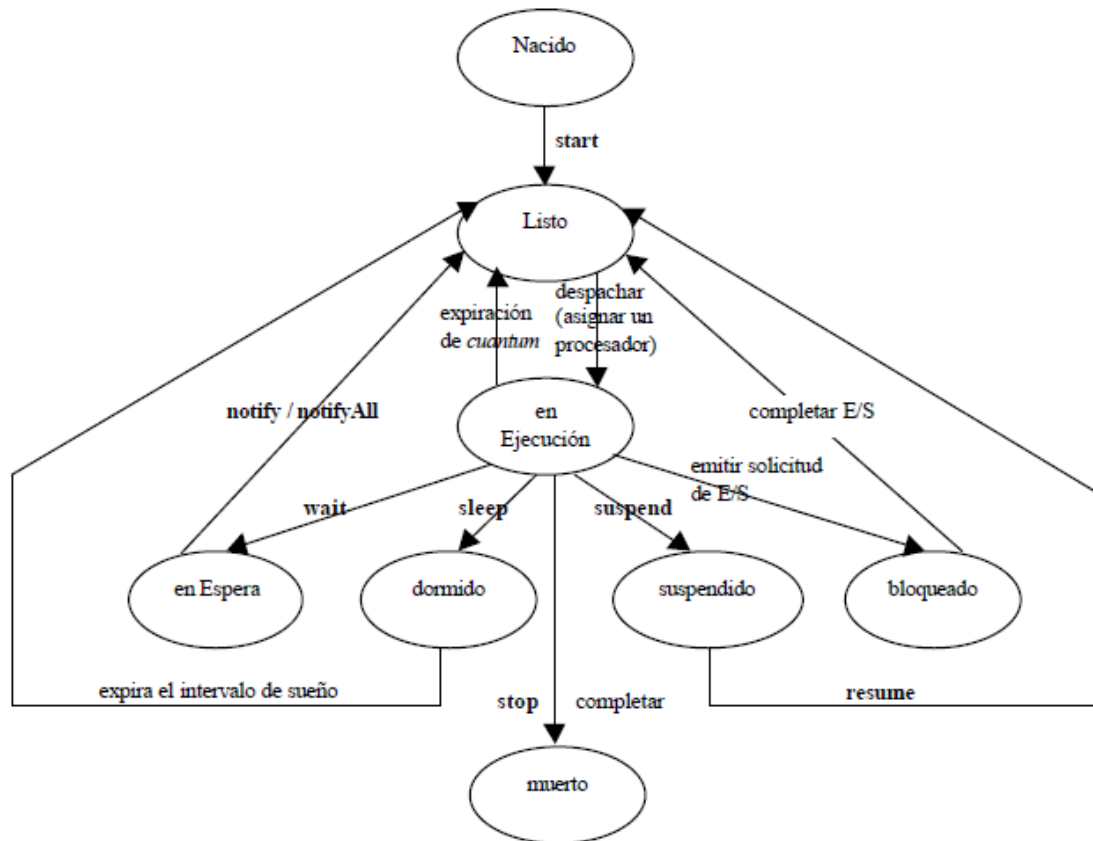 Nacido
start
Listo
expiración
de cuantum
despachar
(asignar un
procesador)
notify / notifyAll
en
Ejecución
completar E/S
emitir solicitud
de E/S
wait
sleep
suspend
en Espera
dormido
suspendido
bloqueado
expira el intervalo de sueño
stop
completar
resume
muerto